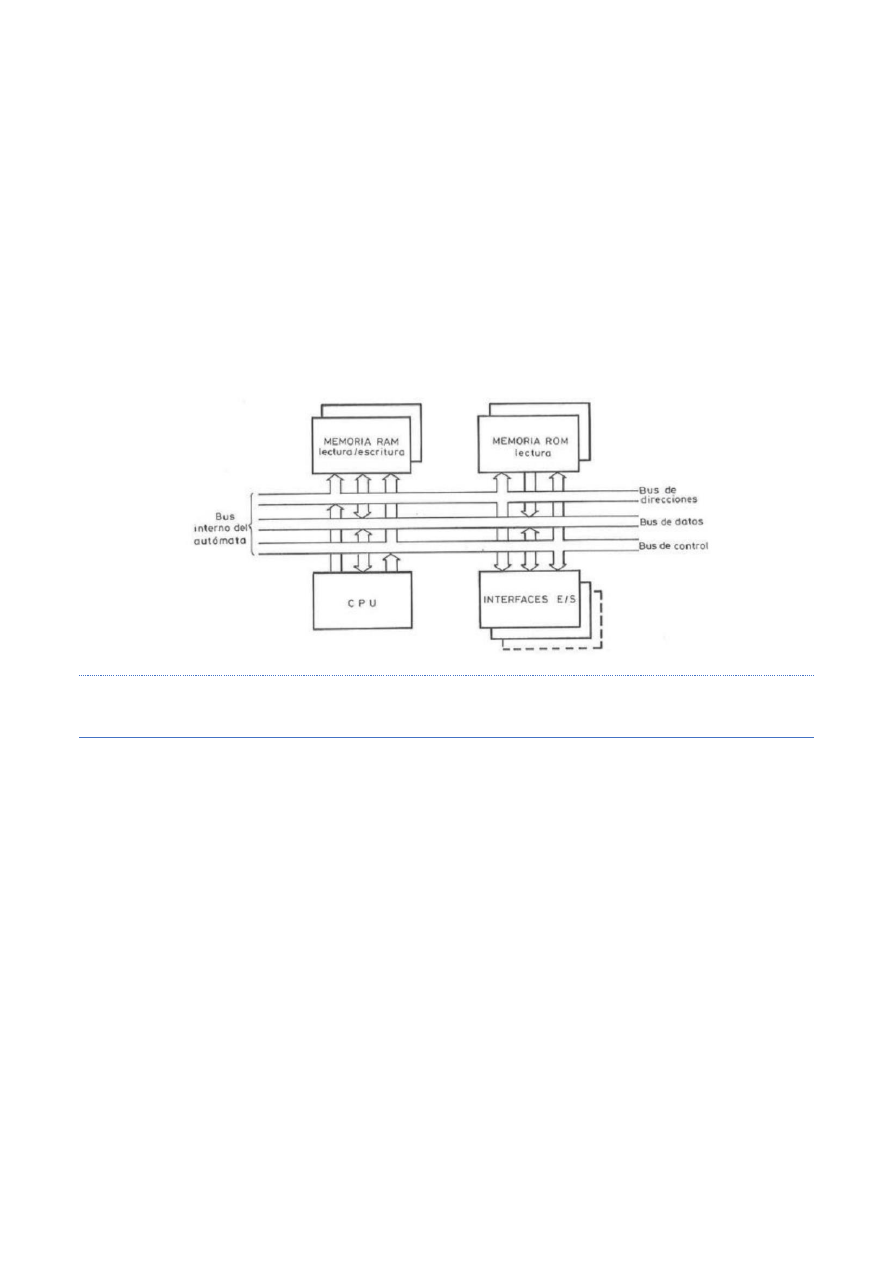 MEMORIA RAM
lectura/escritura
MEMORIA ROM
lectura
Bus de
direcciones
Bus
interno del
autómata
Bus de datos
Bus de control
C P U
INTERFACES E/S